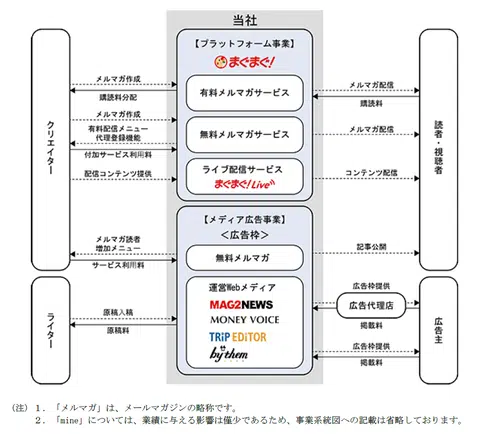 当社
【プラットフォーム事業】
まぐまぐ!
メルマガ作成
購読料分配
有料メルマガサービス
メルマガ配信
購読料
メルマガ作成
有料配信メニュー
代理登録機能
付加サービス利用料
無料メルマガサービス
メルマガ配信
配信コンテンツ提供
ライブ配信サービス
まぐまぐ!Live
コンテンツ配信
クリエイター
読者・視聴者
【メディア広告事業】
<広告枠>
メルマガ読者
増加メニュー
サービス利用料
無料メルマガ
記事公開
運営Webメディア
MAG2NEWS
MONEY VOICE
TRiP EDiTOR
by them
ライター
原稿入稿
原稿料
広告枠提供
広告代理店
掲載料
広告枠提供
掲載料
広告主
(注)1.「メルマガ」は、メールマガジンの略称です。
2.「mine」については、業績に与える影響は僅少であるため、事業系統図への記載は省略しております。